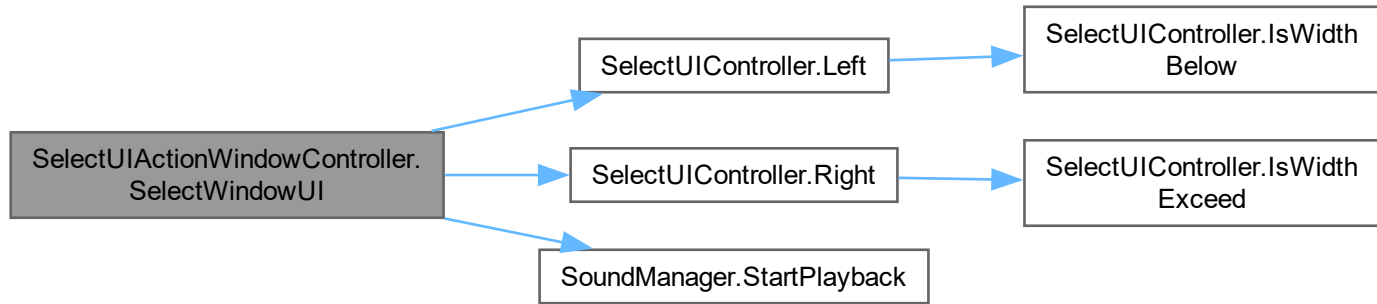 SelectUIActionWindowController.
SelectWindowUI
SelectUIController.Left
SelectUIController.IsWidth
Below
SelectUIController.Right
SelectUIController.IsWidth
Exceed
SoundManager.StartPlayback